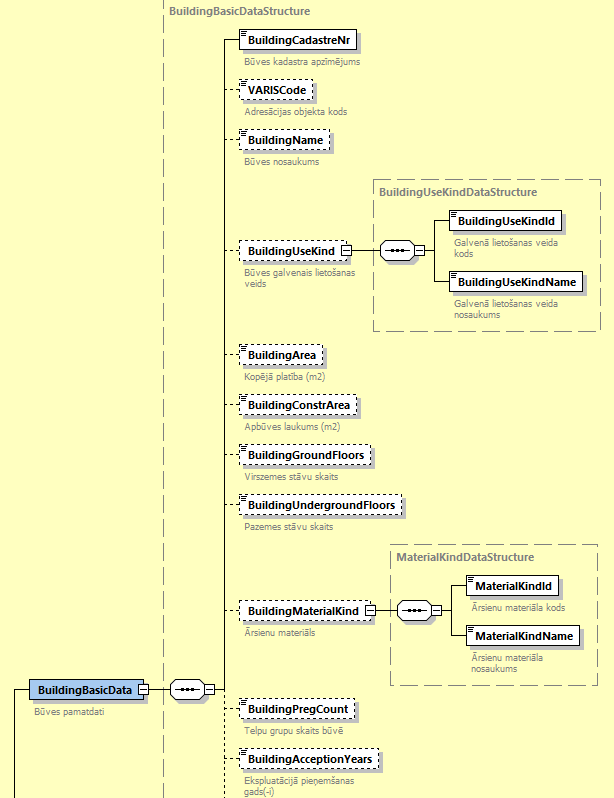 BuildingBasicDataStructure
BuildingCadastreNr
Būves kadastra apzīmējums
VARISCode
Adresācijas objekta kods
BuildingName
Būves nosaukums
BuildingUseKindDataStructure
BuildingUseKindId
Galvenā lietošanas veida
kods
BuildingUseKind
Būves galvenais lietošanas
veids
BuildingUseKindName
Galvenā lietošanas veida
nosaukums
BuildingArea
Kopējā platība (m2)
BuildingConstrArea
Apbūves laukums (m2)
BuildingGroundFloors
Virszemes stāvu skaits
BuildingUndergroundFloors
Pazemes stāvu skaits
MaterialKindDataStructure
MaterialKindId
Ārsienu materiāla kods
BuildingMaterialKind
Ārsienu materiāls
MaterialKindName
Ārsienu materiāla
nosaukums
BuildingBasicData
Būves pamatdati
BuildingPregCount
Telpu grupu skaits būvē
BuildingAcceptionYears
Ekspluatācijā pieņemšanas
gads(-i)